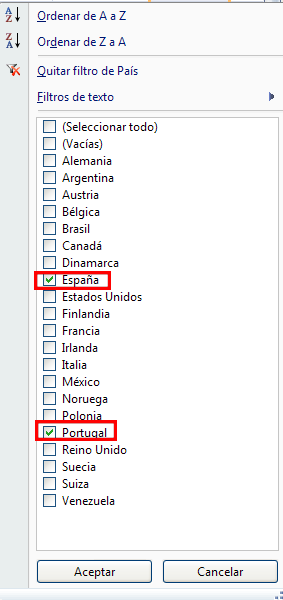 Ordenar de A a Z
Ordenar de Z a A
Quitar filtro de País
Filtros de texto
(Seleccionar todo)
(Vacías)
Alemania
Argentina
Austria
Bélgica
Brasil
Canadá
Dinamarca
España
Estados Unidos
Finlandia
Francia
Irlanda
Italia
México
Noruega
Polonia
Portugal
Reino Unido
Suecia
Suiza
Venezuela
Aceptar
Cancelar